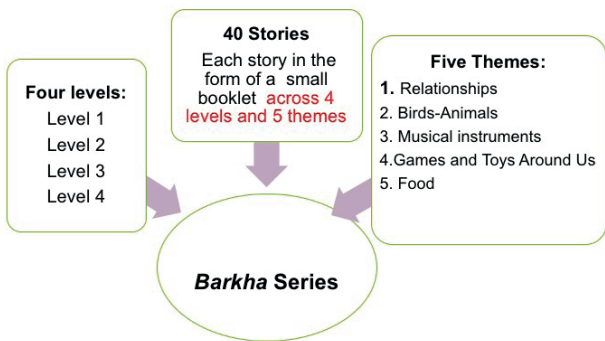 Four levels:
Level 1
Level 2
Level 3
Level 4
40 Stories
Each story in the
form of a small
booklet across 4
levels and 5 themes
Five Themes:
1. Relationships
2. Birds-Animals
3. Musical instruments
4.Games and Toys Around Us
5. Food
Barkha Series